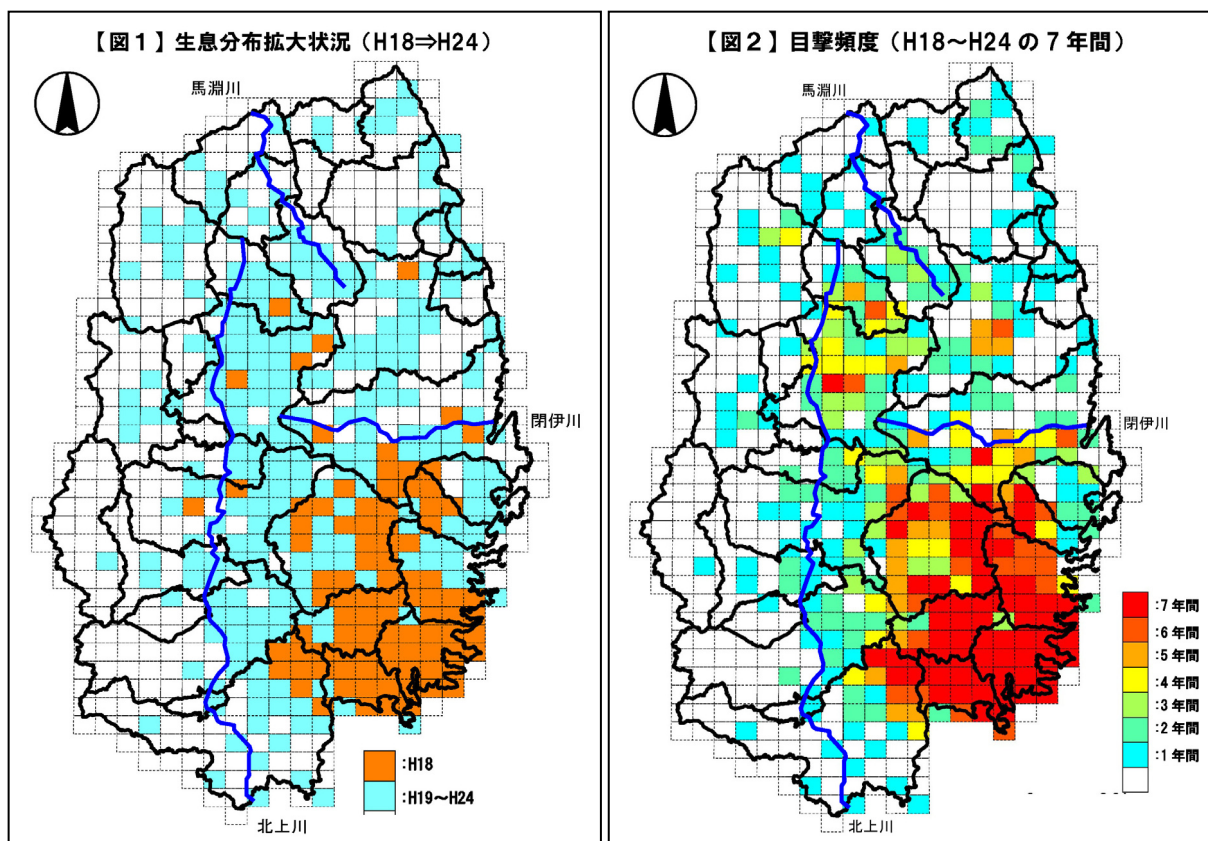 【図1】生息分布拡大状況（H18⇒H24）
馬淵川
閉伊川
:H18
:H19～H24
北上川
【図2】目撃頻度（H18～H24の7年間）
馬淵川
閉伊川
:7年間
:6年間
:5年間
:4年間
:3年間
:2年間
:1年間
北上川